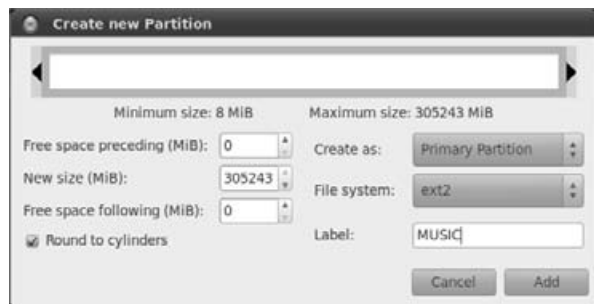 Create new Partition
Minimum size: 8 MiB
Maximum size: 305243 MiB
Free space preceding (MiB): 0
Create as: Primary Partition
New size (MiB): 305243
File system: ext2
Free space following (MiB): 0
Round to cylinders
Label: MUSIC
Cancel
Add